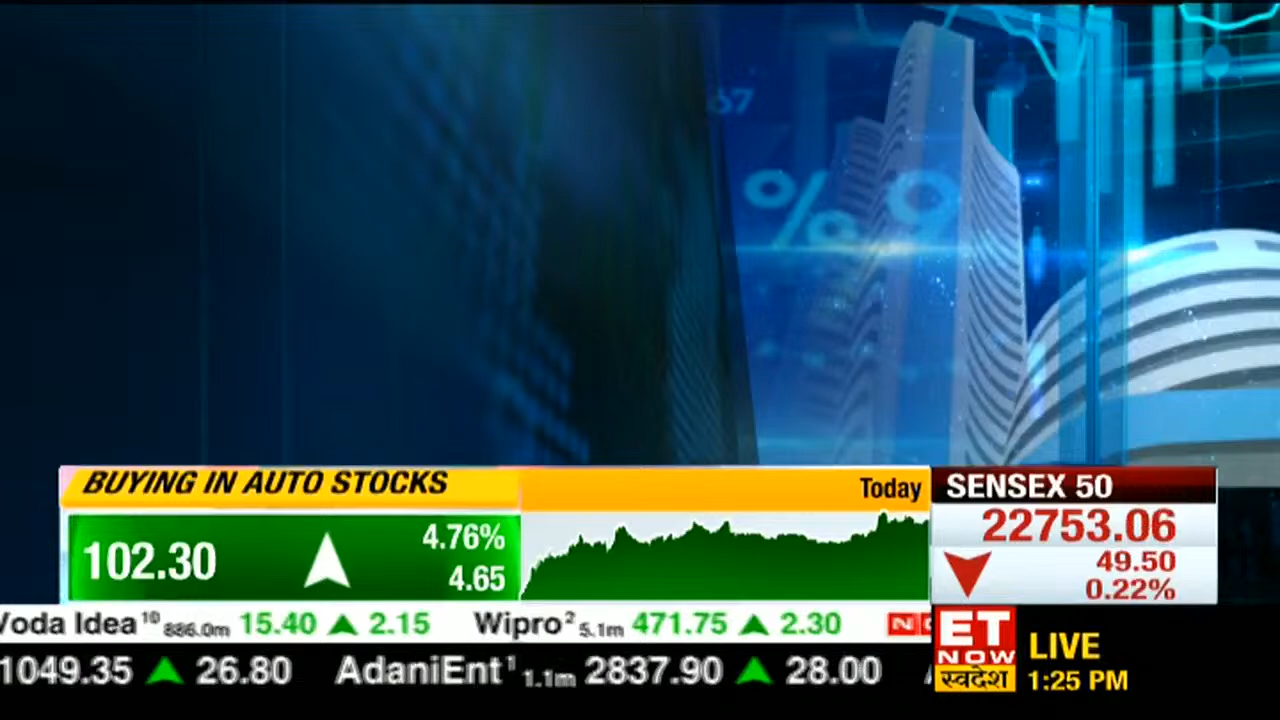 67
%
BUYING IN AUTO STOCKS
Today
102.30
4.76%
4.65
SENSEX 50
22753.06
49.50
0.22%
Voda Idea 10 886.0m 15.40 2.15 Wipro 2 5.1m 471.75 2.30 N
1049.35 26.80 AdaniEnt 1 1.1m 2837.90 28.00
ET
NOW
स्वदेश
LIVE
1:25 PM